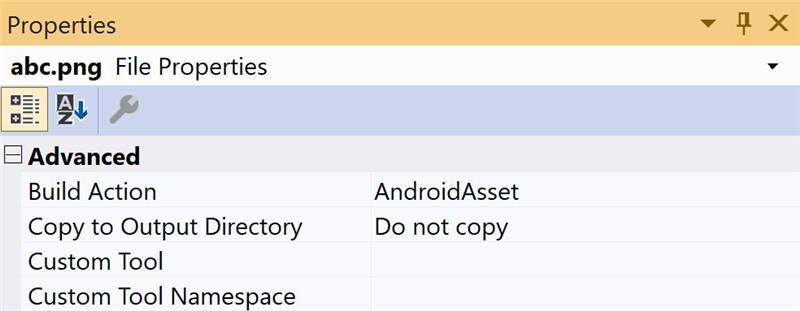 Properties
abc.png File Properties
A
Z
Advanced
Build Action AndroidAsset
Copy to Output Directory Do not copy
Custom Tool
Custom Tool Namespace